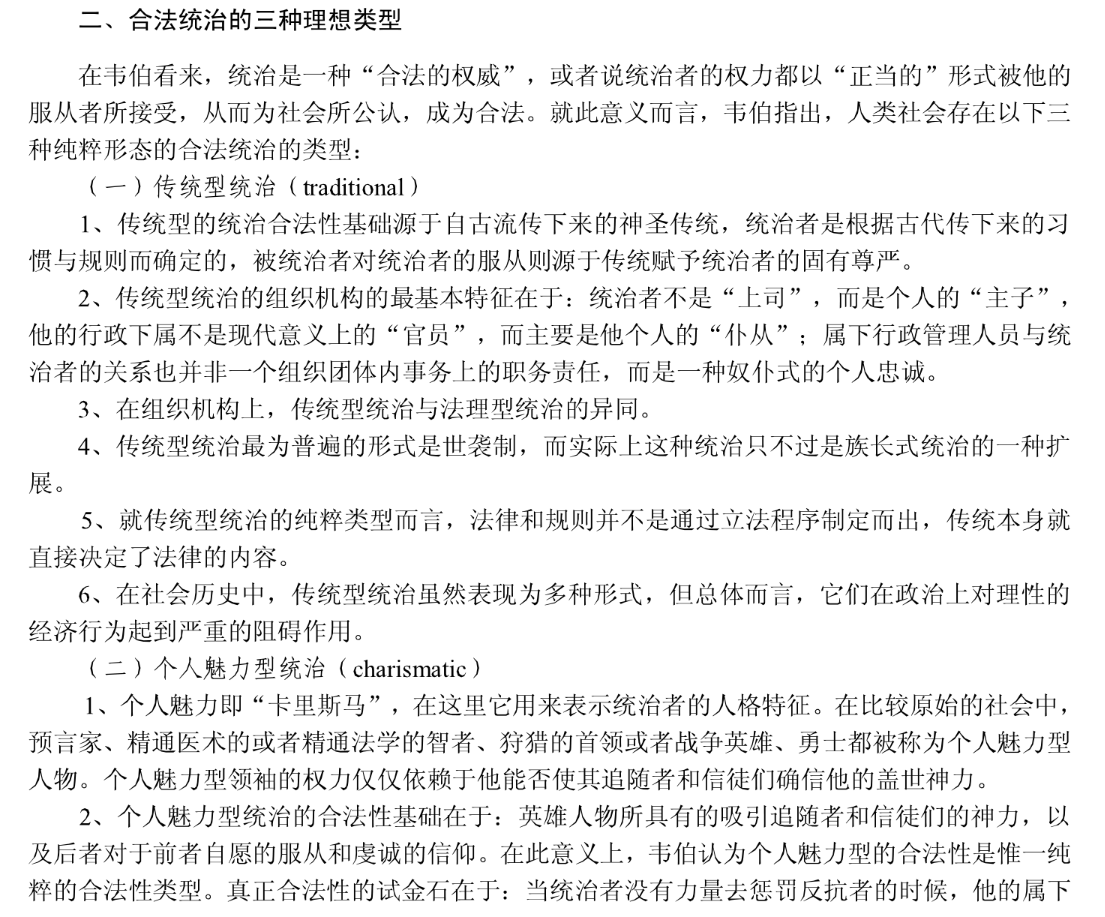 二、合法统治的三种理想类型
在韦伯看来，统治是一种“合法的权威”，或者说统治者的权力都以“正当的”形式被他的
服从者所接受，从而为社会所公认，成为合法。就此意义而言，韦伯指出，人类社会存在以下三
种纯粹形态的合法统治的类型：
（一）传统型统治（traditional）
1、传统型的统治合法性基础源于自古流传下来的神圣传统，统治者是根据古代传下来的习
惯与规则而确定的，被统治者对统治者的服从则源于传统赋予统治者的固有尊严。
2、传统型统治的组织机构的最基本特征在于：统治者不是“上司”，而是个人的“主子”，
他的行政下属不是现代意义上的“官员”，而主要是他个人的“仆从”；属下行政管理人员与统
治者的关系也并非一个组织团体内事务上的职务责任，而是一种奴仆式的个人忠诚。
3、在组织机构上，传统型统治与法理型统治的异同。
4、传统型统治最为普遍的形式是世袭制，而实际上这种统治只不过是族长式统治的一种扩
展。
5、就传统型统治的纯粹类型而言，法律和规则并不是通过立法程序制定而出，传统本身就
直接决定了法律的内容。
6、在社会历史中，传统型统治虽然表现为多种形式，但总体而言，它们在政治上对理性的
经济行为起到严重的阻碍作用。
（二）个人魅力型统治（charismatic）
1、个人魅力即“卡里斯马”，在这里它用来表示统治者的人格特征。在比较原始的社会中，
预言家、精通医术的或者精通法学的智者、狩猎的首领或者战争英雄、勇士都被称为个人魅力型
人物。个人魅力型领袖的权力仅仅依赖于他能否使其追随者和信徒们确信他的盖世神力。
2、个人魅力型统治的合法性基础在于：英雄人物所具有的吸引追随者和信徒们的神力，以
及后者对于前者自愿的服从和虔诚的信仰。在此意义上，韦伯认为个人魅力型的合法性是惟一纯
粹的合法性类型。真正合法性的试金石在于：当统治者没有力量去惩罚反抗者的时候，他的属下